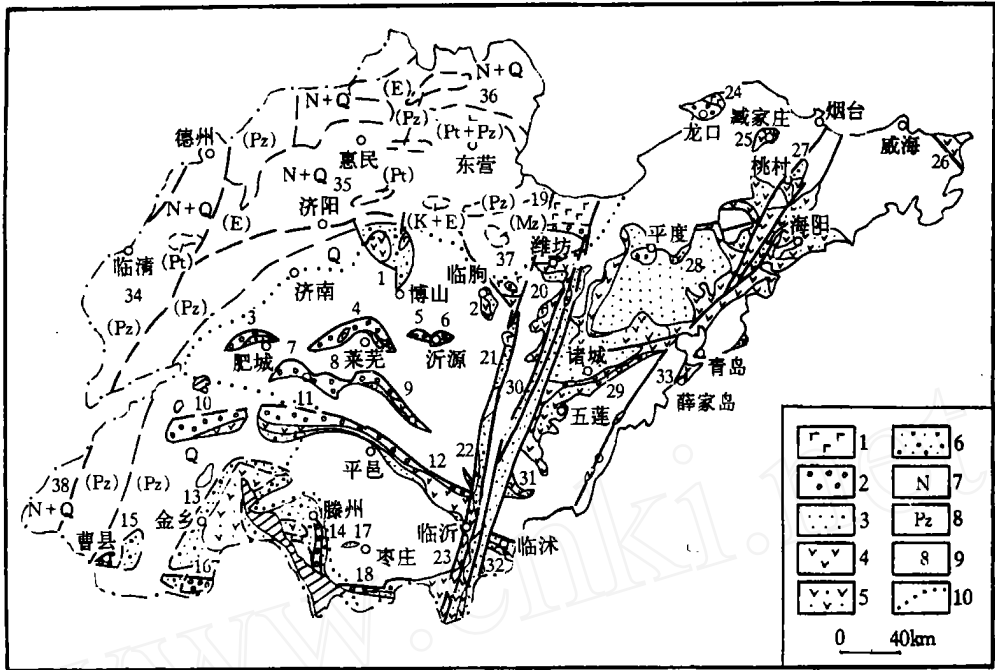 N+Q
(E)
N+Q
36
24
烟台
德州
(Pz)
(Pz)
(Pt+Pz)
龙口
臧家庄
威海
惠民
东营
25
27
26
桃村
N+Q
35
(Pt)
N+Q
济阳
(Pz)
19
海阳
(E)
(K+E)
(Mz)
平度
临清
(Pt)
Q
37
潍坊
28
34
济南
1
博山
临朐
2
20
(Pz)
(Pz)
3
4
5
6
肥城
7
8
莱芜
沂源
21
诸城
青岛
9
30
29
33
10
11
五莲
薛家岛
Q
22
38
(Pz)
(Pz)
平邑
12
31
N+Q
13
滕州
金乡
临沂
15
14
17
曹县
枣庄
临沭
16
18
23
32
1
6
2
N
7
3
Pz
8
4
8
9
5
10
0
40km
www.cnki.net